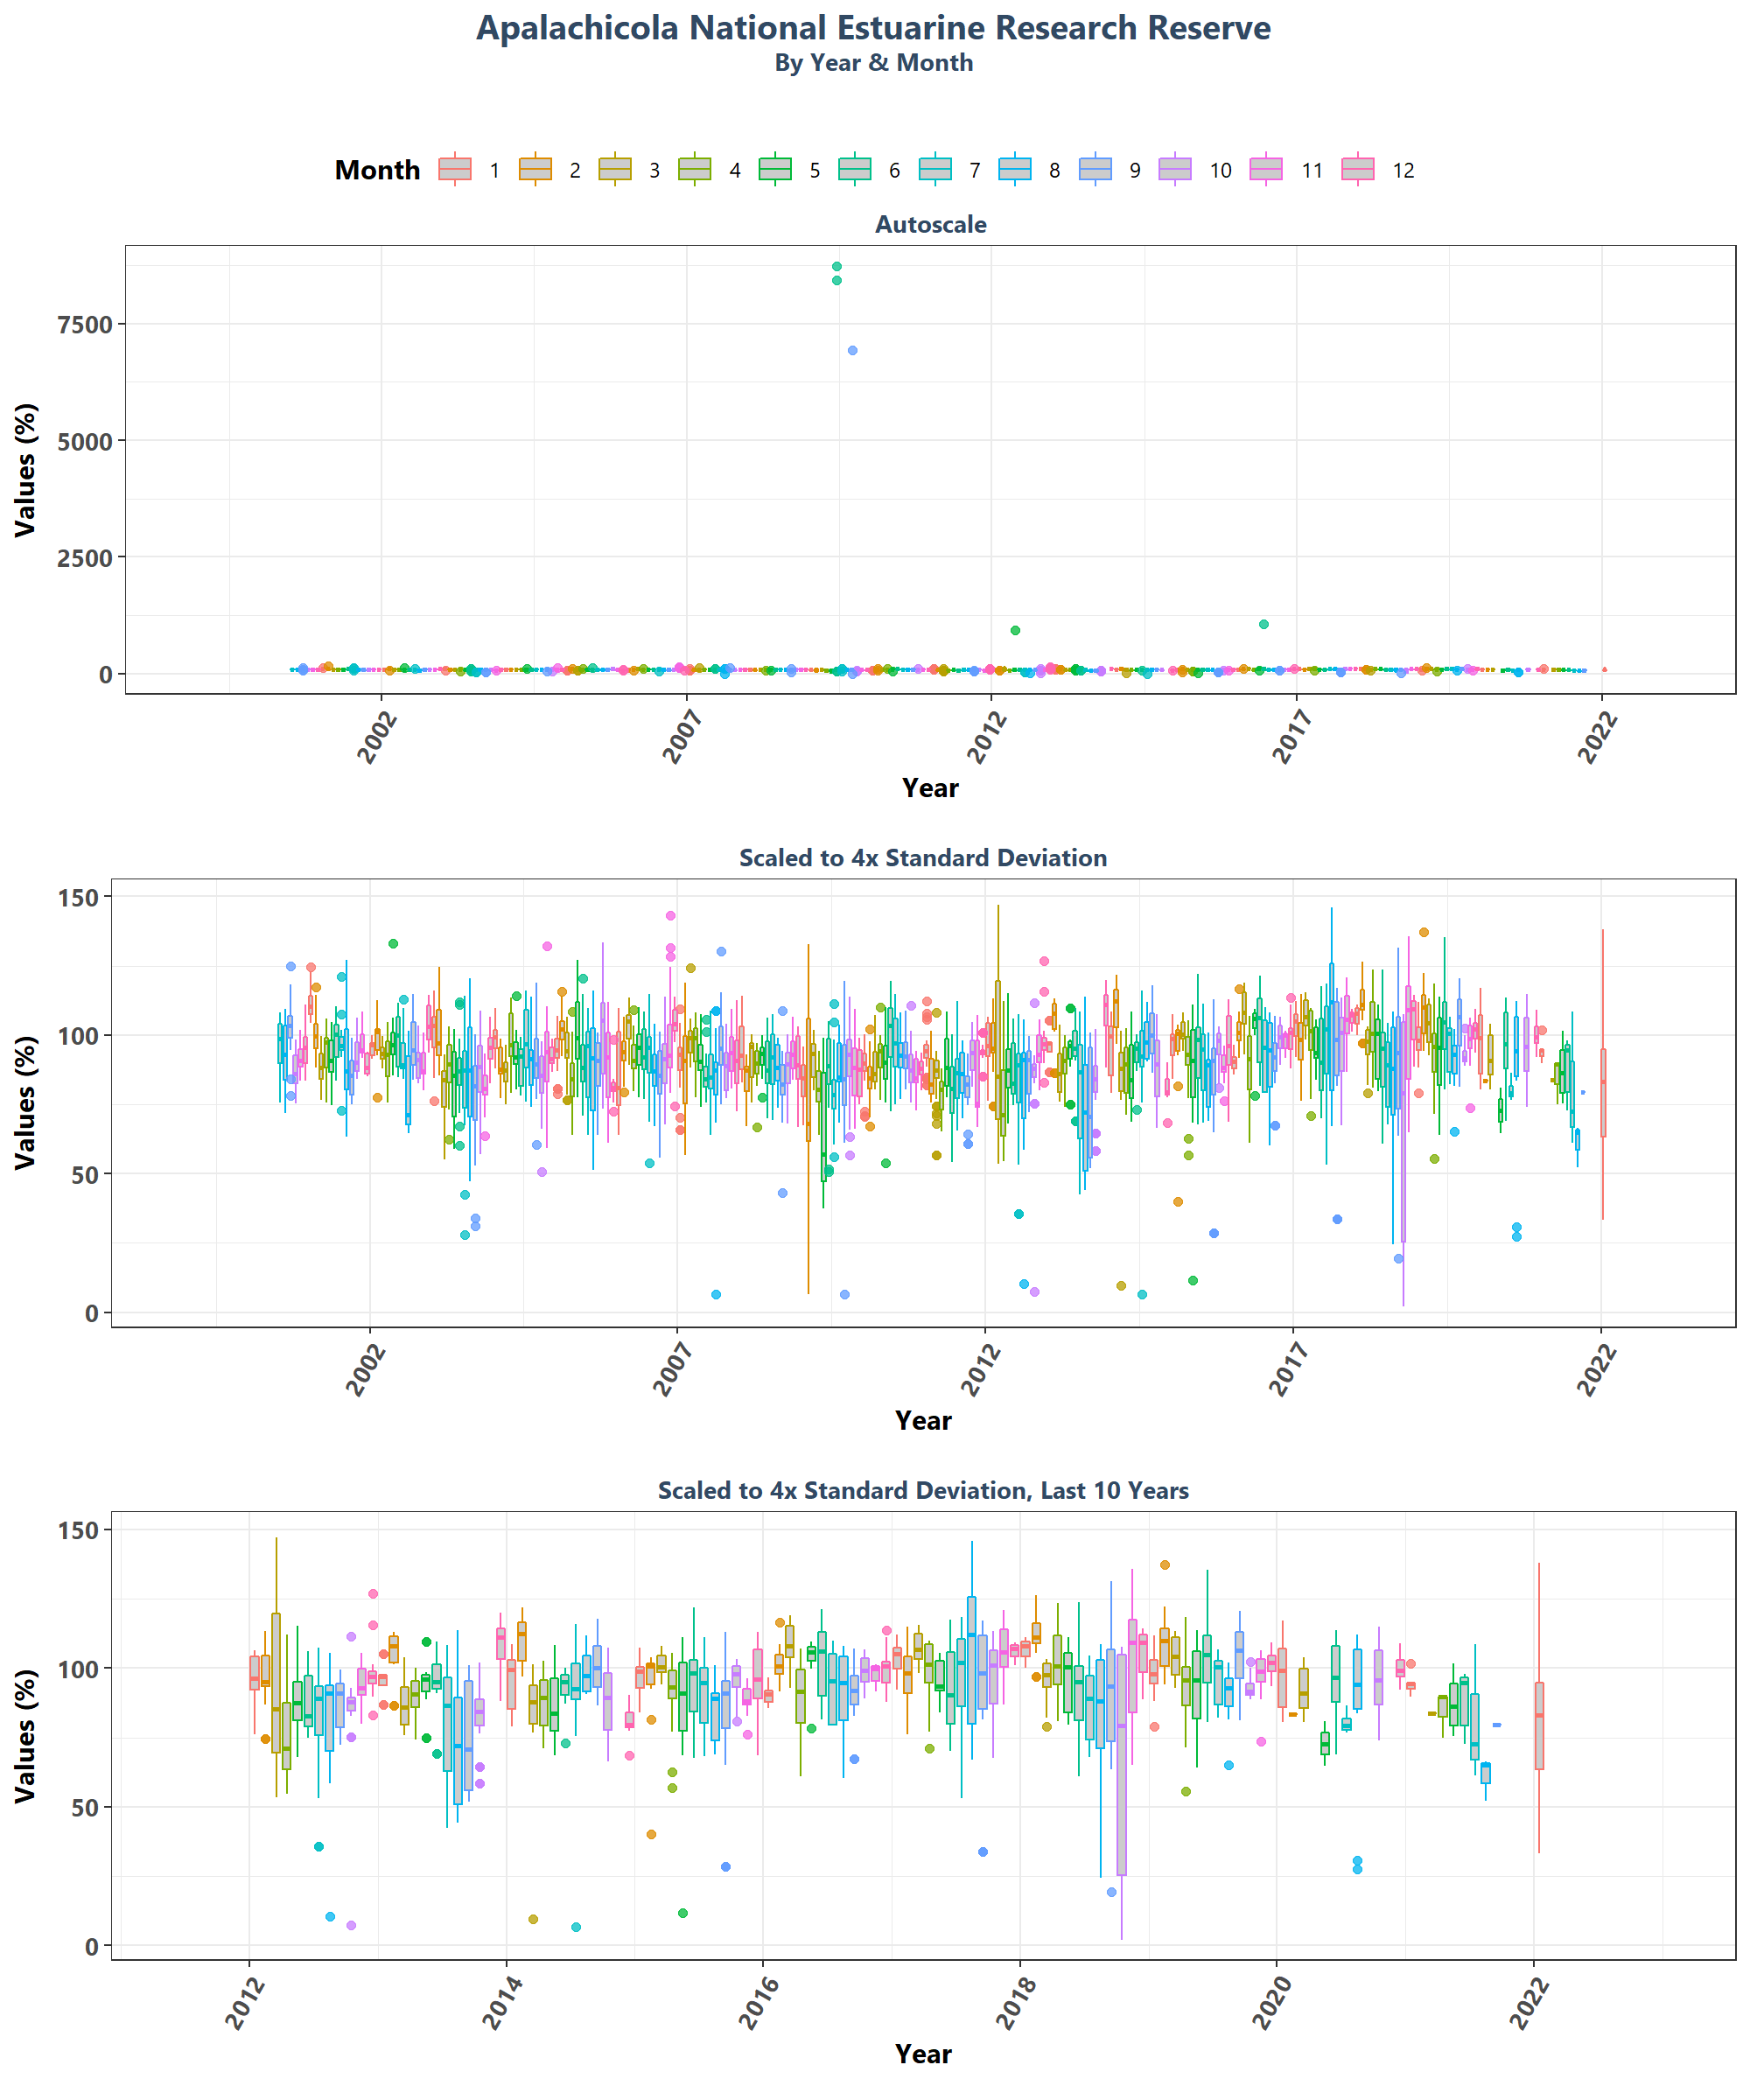 Apalachicola National Estuarine Research Reserve
By Year & Month
Month 1 2 3 4 5 6 7 8 9 10 11 12
Autoscale
Values (%)
7500
5000
2500
0
2002 2007 2012 2017 2022
Year
Scaled to 4x Standard Deviation
Values (%)
150
100
50
0
2002 2007 2012 2017 2022
Year
Scaled to 4x Standard Deviation, Last 10 Years
Values (%)
150
100
50
0
2012 2014 2016 2018 2020 2022
Year